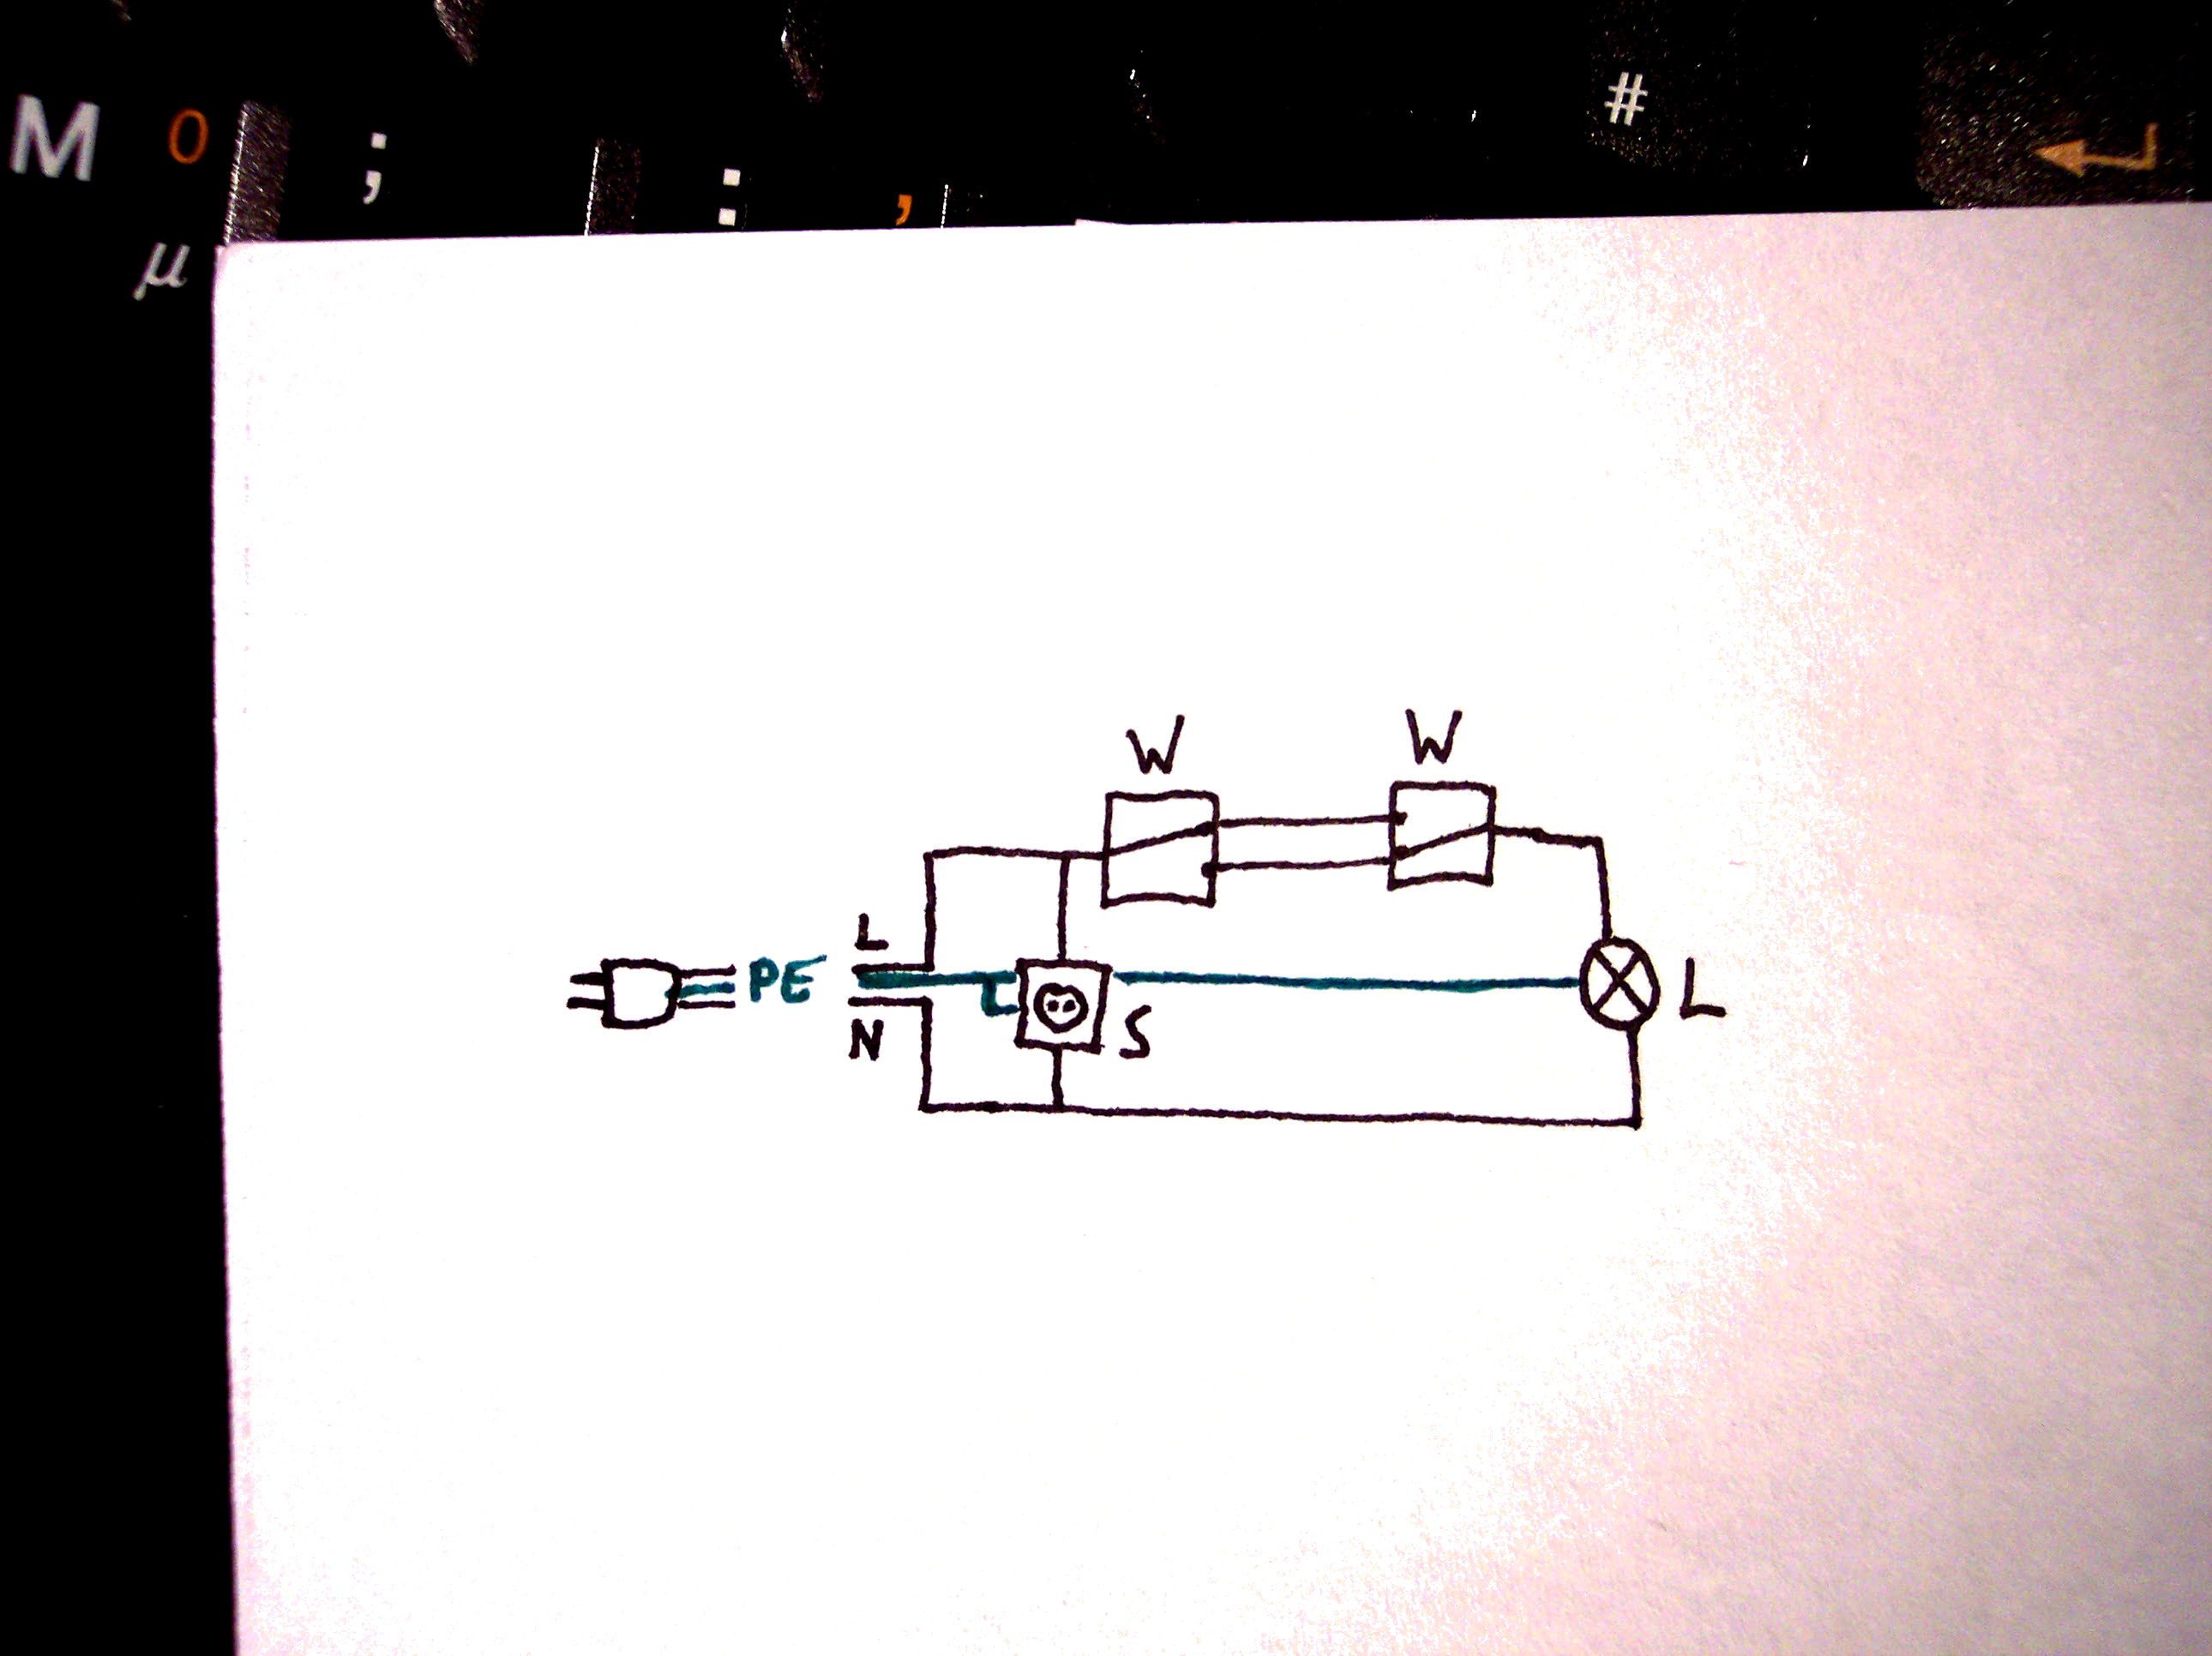 M 0 ; : , #
µ
W W
L
PE
L
N S